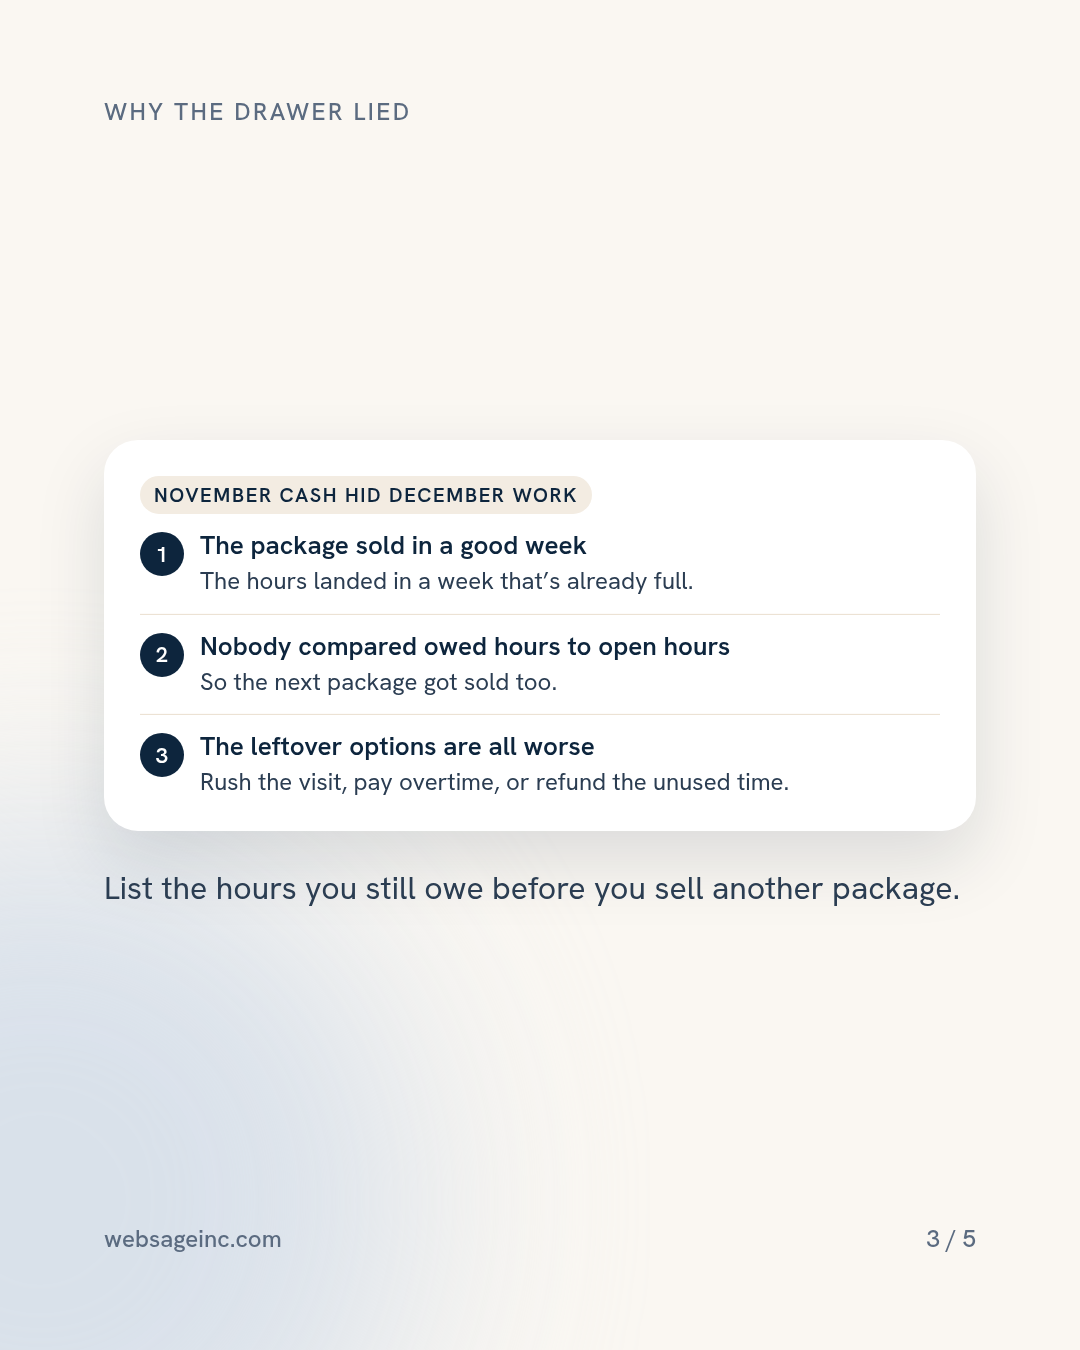 WHY THE DRAWER LIED
NOVEMBER CASH HID DECEMBER WORK
1 The package sold in a good week
The hours landed in a week that’s already full.
2 Nobody compared owed hours to open hours
So the next package got sold too.
3 The leftover options are all worse
Rush the visit, pay overtime, or refund the unused time.
List the hours you still owe before you sell another package.
websageinc.com
3 / 5